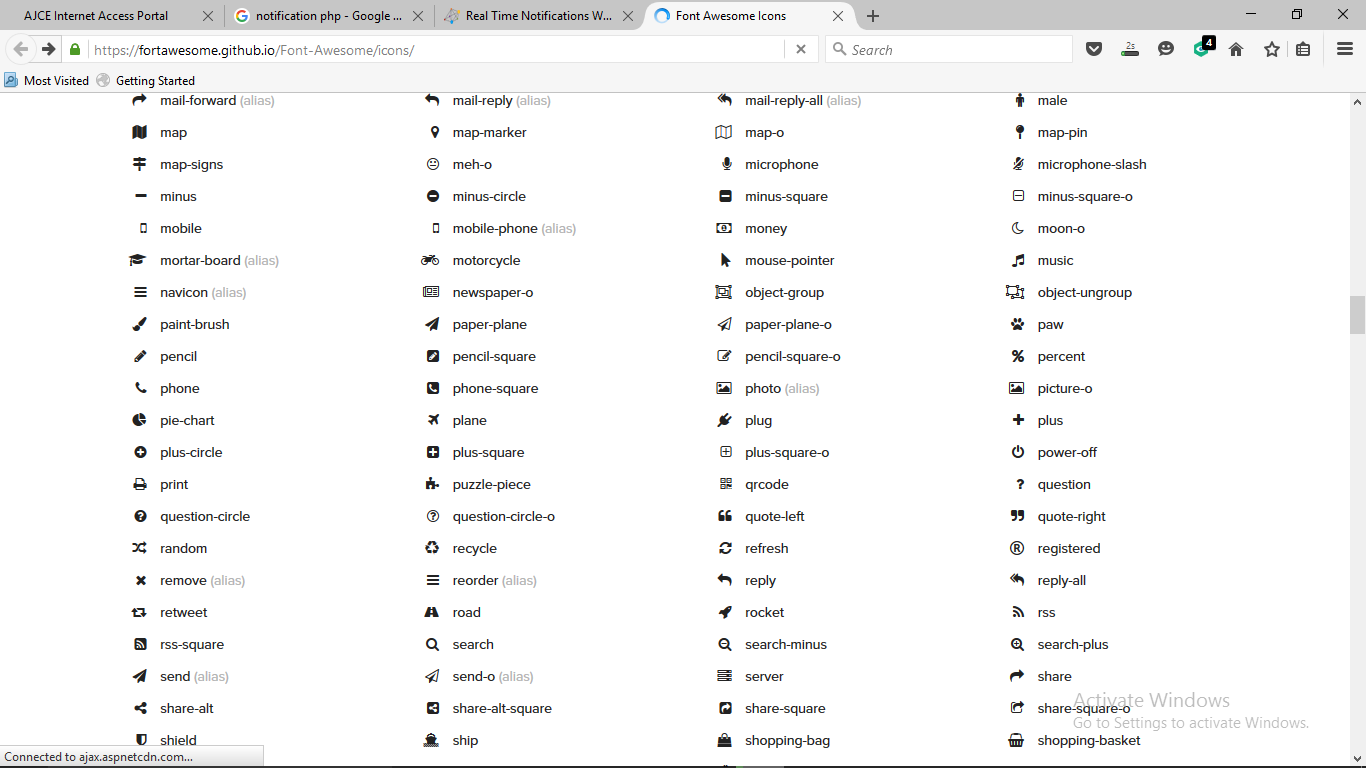 AJCE Internet Access Portal
notification php - Google ...
Real Time Notifications W...
Font Awesome Icons
https://fortawesome.github.io/Font-Awesome/icons/
Search
2s
4
Most Visited
Getting Started
mail-forward (alias) mail-reply (alias) mail-reply-all (alias) male
map map-marker map-o map-pin
map-signs meh-o microphone microphone-slash
minus minus-circle minus-square minus-square-o
mobile mobile-phone (alias) money moon-o
mortar-board (alias) motorcycle mouse-pointer music
navicon (alias) newspaper-o object-group object-ungroup
paint-brush paper-plane paper-plane-o paw
pencil pencil-square pencil-square-o percent
phone phone-square photo (alias) picture-o
pie-chart plane plug plus
plus-circle plus-square plus-square-o power-off
print puzzle-piece qrcode question
question-circle question-circle-o quote-left quote-right
random recycle refresh registered
remove (alias) reorder (alias) reply reply-all
retweet road rocket rss
rss-square search search-minus search-plus
send (alias) send-o (alias) server share
share-alt share-alt-square share-square share-square-o
shield ship shopping-bag shopping-basket
Activate Windows
Go to Settings to activate Windows.
Connected to ajax.aspnetcdn.com...